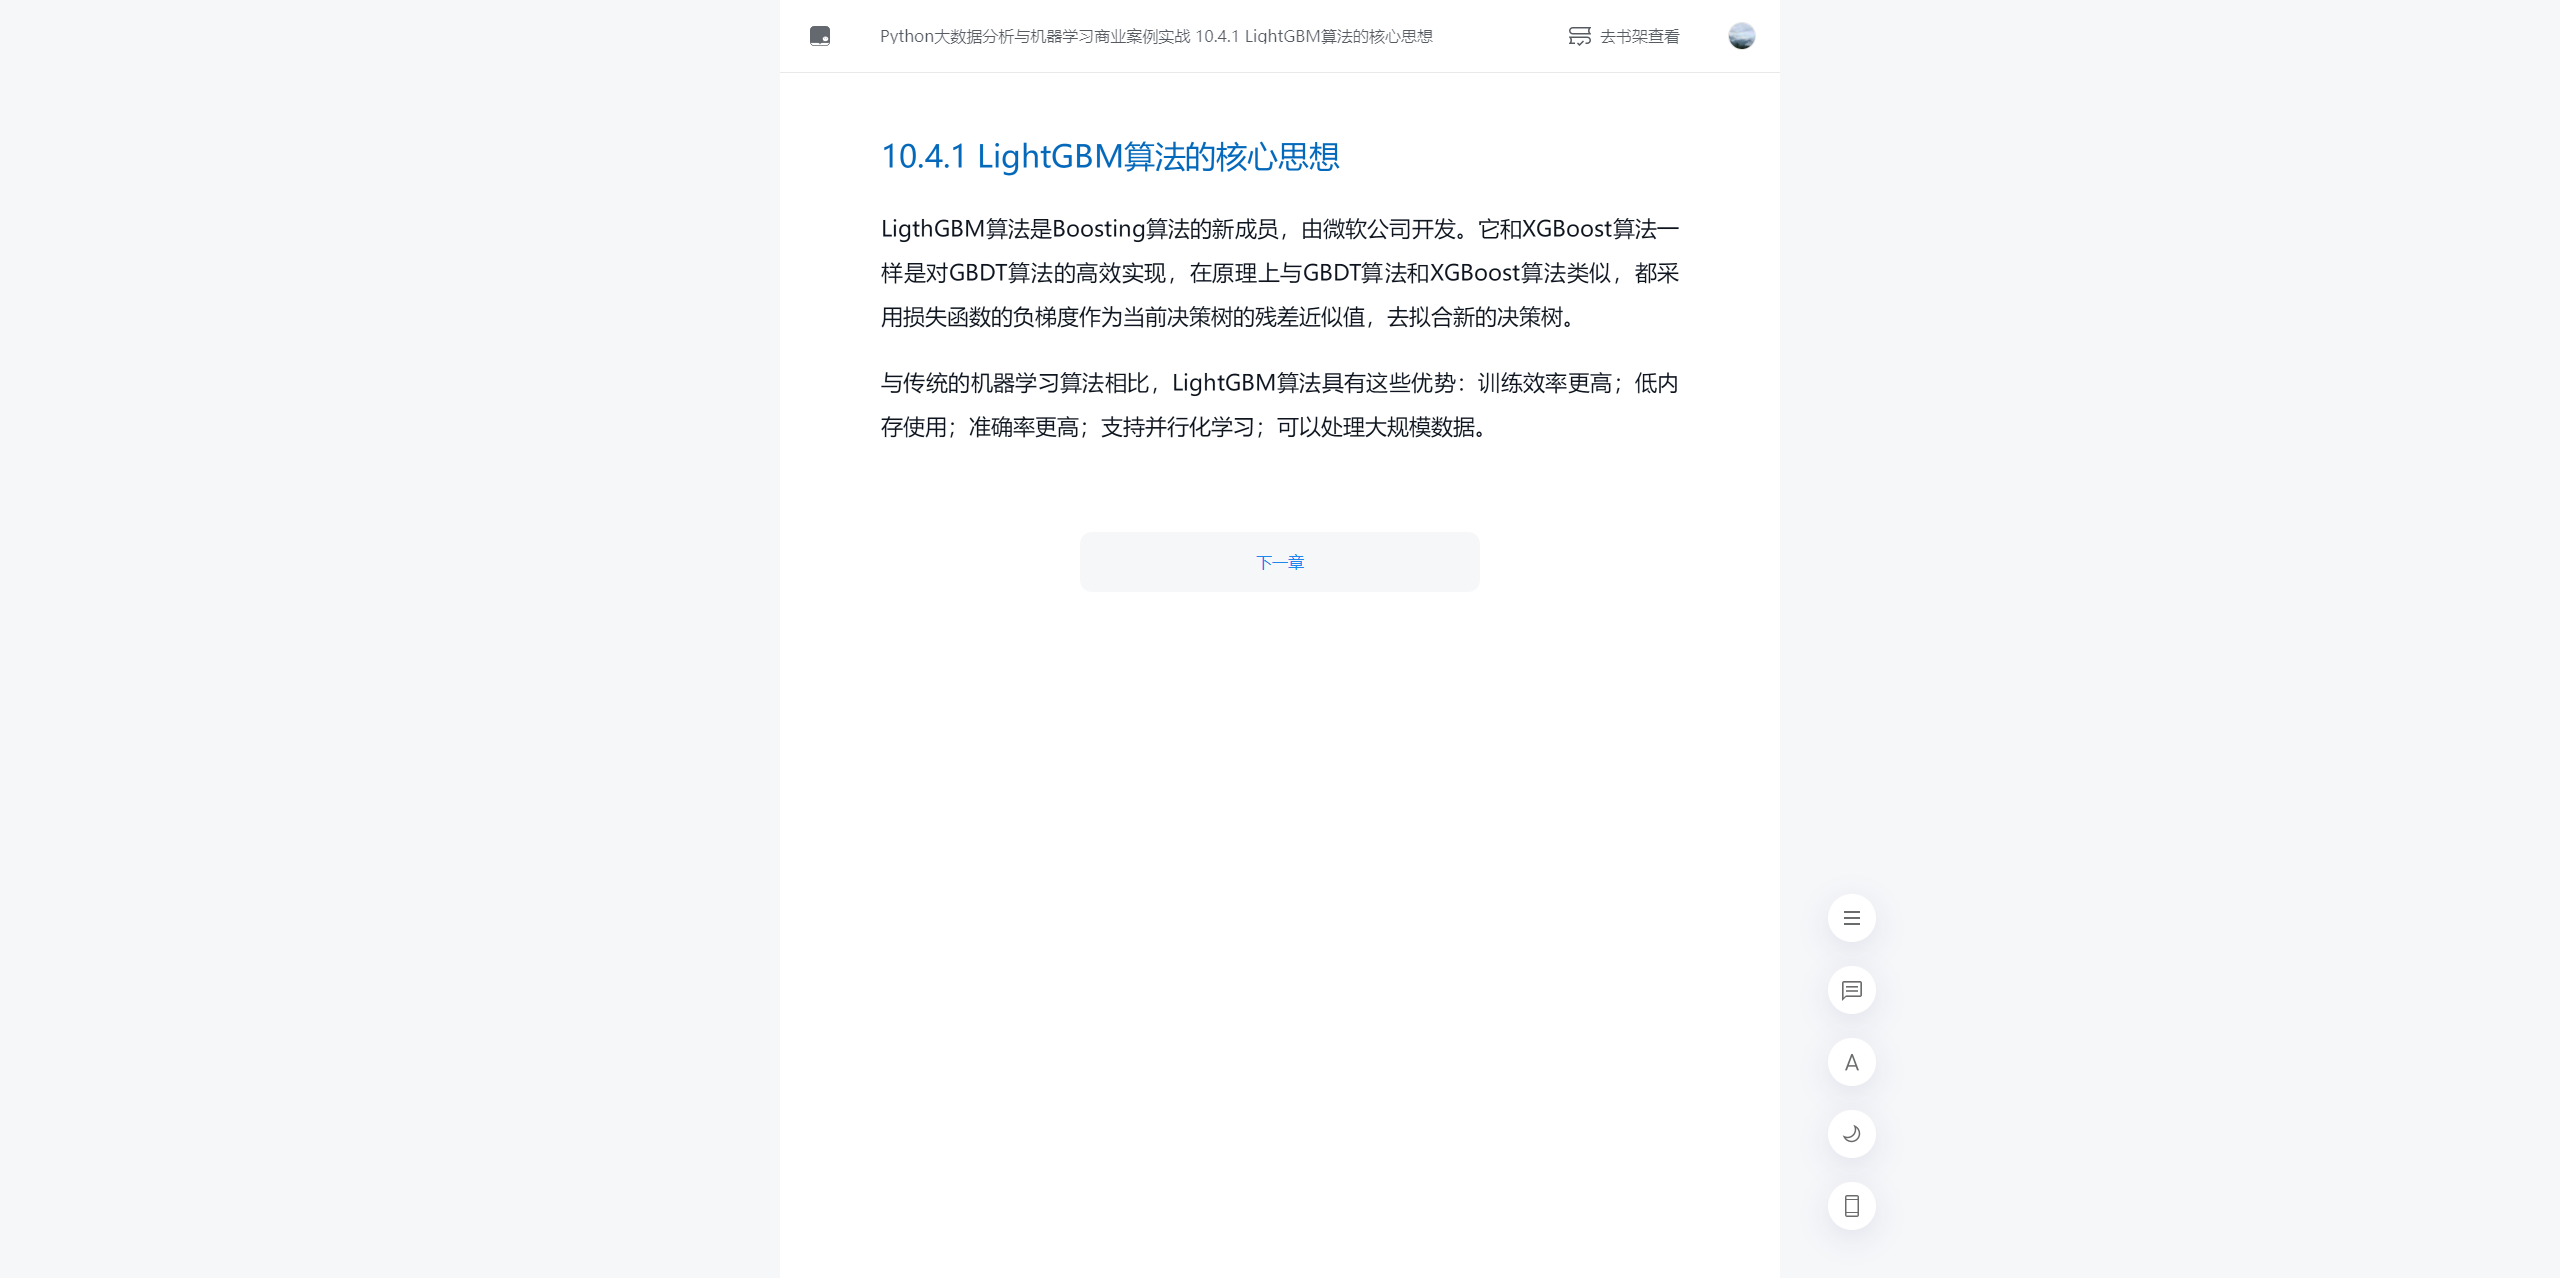 Python大数据分析与机器学习商业案例实战 10.4.1 LightGBM算法的核心思想
去书架查看
10.4.1 LightGBM算法的核心思想
LigthGBM算法是Boosting算法的新成员，由微软公司开发。它和XGBoost算法一
样是对GBDT算法的高效实现，在原理上与GBDT算法和XGBoost算法类似，都采
用损失函数的负梯度作为当前决策树的残差近似值，去拟合新的决策树。
与传统的机器学习算法相比，LightGBM算法具有这些优势：训练效率更高；低内
存使用；准确率更高；支持并行化学习；可以处理大规模数据。
下一章
A